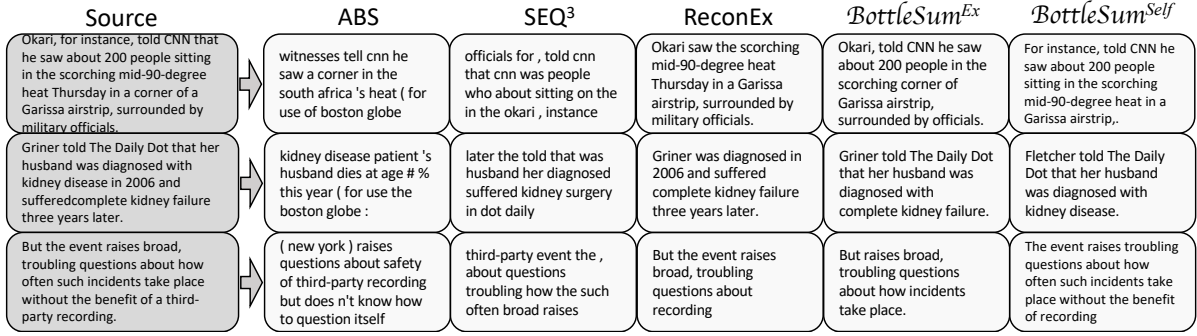 Source
ABS
SEQ³
ReconEx
BottleSumᴱˣ
BottleSumˢᵉˡᶠ
Okari, for instance, told CNN that
he saw about 200 people sitting
in the scorching mid-90-degree
heat Thursday in a corner of a
Garissa airstrip, surrounded by
military officials.
witnesses tell cnn he
saw a corner in the
south africa 's heat ( for
use of boston globe
officials for , told cnn
that cnn was people
who about sitting on the
in the okari , instance
Okari saw the scorching
mid-90-degree heat
Thursday in a Garissa
airstrip, surrounded by
military officials.
Okari, told CNN he saw
about 200 people in the
scorching corner of
Garissa airstrip,
surrounded by officials.
For instance, told CNN he
saw about 200 people
sitting in the scorching
mid-90-degree heat in a
Garissa airstrip,.
Griner told The Daily Dot that her
husband was diagnosed with
kidney disease in 2006 and
sufferedcomplete kidney failure
three years later.
kidney disease patient 's
husband dies at age # %
this year ( for use the
boston globe :
later the told that was
husband her diagnosed
suffered kidney surgery
in dot daily
Griner was diagnosed in
2006 and suffered
complete kidney failure
three years later.
Griner told The Daily Dot
that her husband was
diagnosed with
complete kidney failure.
Fletcher told The Daily
Dot that her husband
was diagnosed with
kidney disease.
But the event raises broad,
troubling questions about how
often such incidents take place
without the benefit of a third-
party recording.
( new york ) raises
questions about safety
of third-party recording
but does n't know how
to question itself
third-party event the ,
about questions
troubling how the such
often broad raises
But the event raises
broad, troubling
questions about
recording
But raises broad,
troubling questions
about how incidents
take place.
The event raises troubling
questions about how
often such incidents take
place without the benefit
of recording